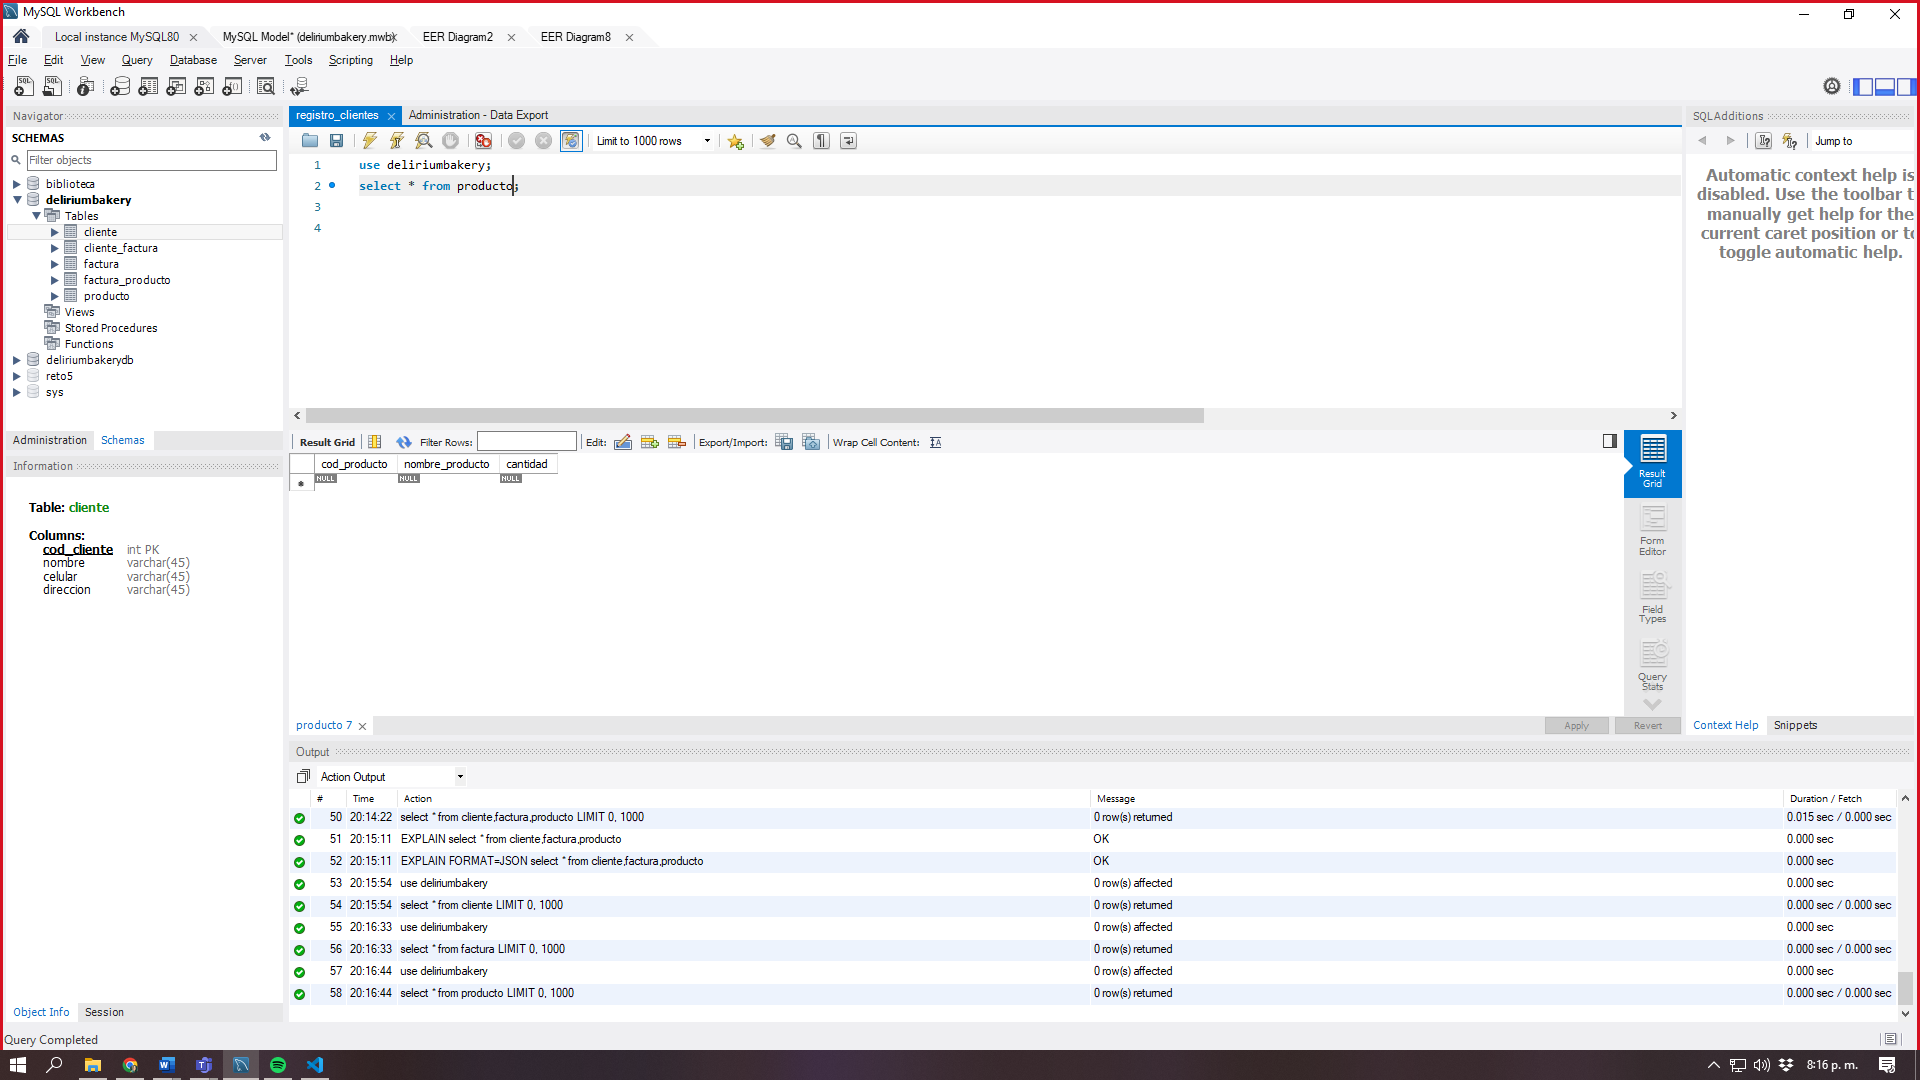 MySQL Workbench
Local instance MySQL80
MySQL Model* (deliriumbakery.mwb)
EER Diagram2
EER Diagram8
File Edit View Query Database Server Tools Scripting Help
Navigator
SCHEMAS
Filter objects
biblioteca
deliriumbakery
Tables
cliente
cliente_factura
factura
factura_producto
producto
Views
Stored Procedures
Functions
deliriumbakerydb
reto5
sys
Administration Schemas
Information
Table: cliente
Columns:
cod_cliente int PK
nombre varchar(45)
celular varchar(45)
direccion varchar(45)
Object Info Session
registro_clientes
Administration - Data Export
Limit to 1000 rows
1 use deliriumbakery;
2 select * from producto;
3
4
Result Grid Filter Rows: Edit: Export/Import: Wrap Cell Content:
cod_producto nombre_producto cantidad
NULL NULL NULL
Result Grid
Form Editor
Field Types
Query Stats
producto 7
Apply Revert
SQLAdditions
Jump to
Automatic context help is
disabled. Use the toolbar t
manually get help for the
current caret position or to
toggle automatic help.
Context Help Snippets
Output
Action Output
# Time Action Message Duration / Fetch
50 20:14:22 select * from cliente,factura,producto LIMIT 0, 1000 0 row(s) returned 0.015 sec / 0.000 sec
51 20:15:11 EXPLAIN select * from cliente,factura,producto OK 0.000 sec
52 20:15:11 EXPLAIN FORMAT=JSON select * from cliente,factura,producto OK 0.000 sec
53 20:15:54 use deliriumbakery 0 row(s) affected 0.000 sec
54 20:15:54 select * from cliente LIMIT 0, 1000 0 row(s) returned 0.000 sec / 0.000 sec
55 20:16:33 use deliriumbakery 0 row(s) affected 0.000 sec
56 20:16:33 select * from factura LIMIT 0, 1000 0 row(s) returned 0.000 sec / 0.000 sec
57 20:16:44 use deliriumbakery 0 row(s) affected 0.000 sec
58 20:16:44 select * from producto LIMIT 0, 1000 0 row(s) returned 0.000 sec / 0.000 sec
Query Completed
8:16 p. m.